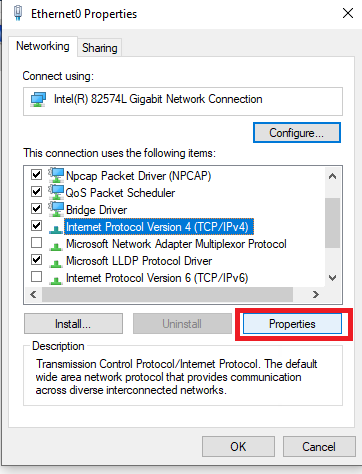 Ethernet0 Properties
Networking
Sharing
Connect using:
Intel(R) 82574L Gigabit Network Connection
Configure...
This connection uses the following items:
Npcap Packet Driver (NPCAP)
QoS Packet Scheduler
Bridge Driver
Internet Protocol Version 4 (TCP/IPv4)
Microsoft Network Adapter Multiplexor Protocol
Microsoft LLDP Protocol Driver
Internet Protocol Version 6 (TCP/IPv6)
Install...
Uninstall
Properties
Description
Transmission Control Protocol/Internet Protocol. The default
wide area network protocol that provides communication
across diverse interconnected networks.
OK
Cancel